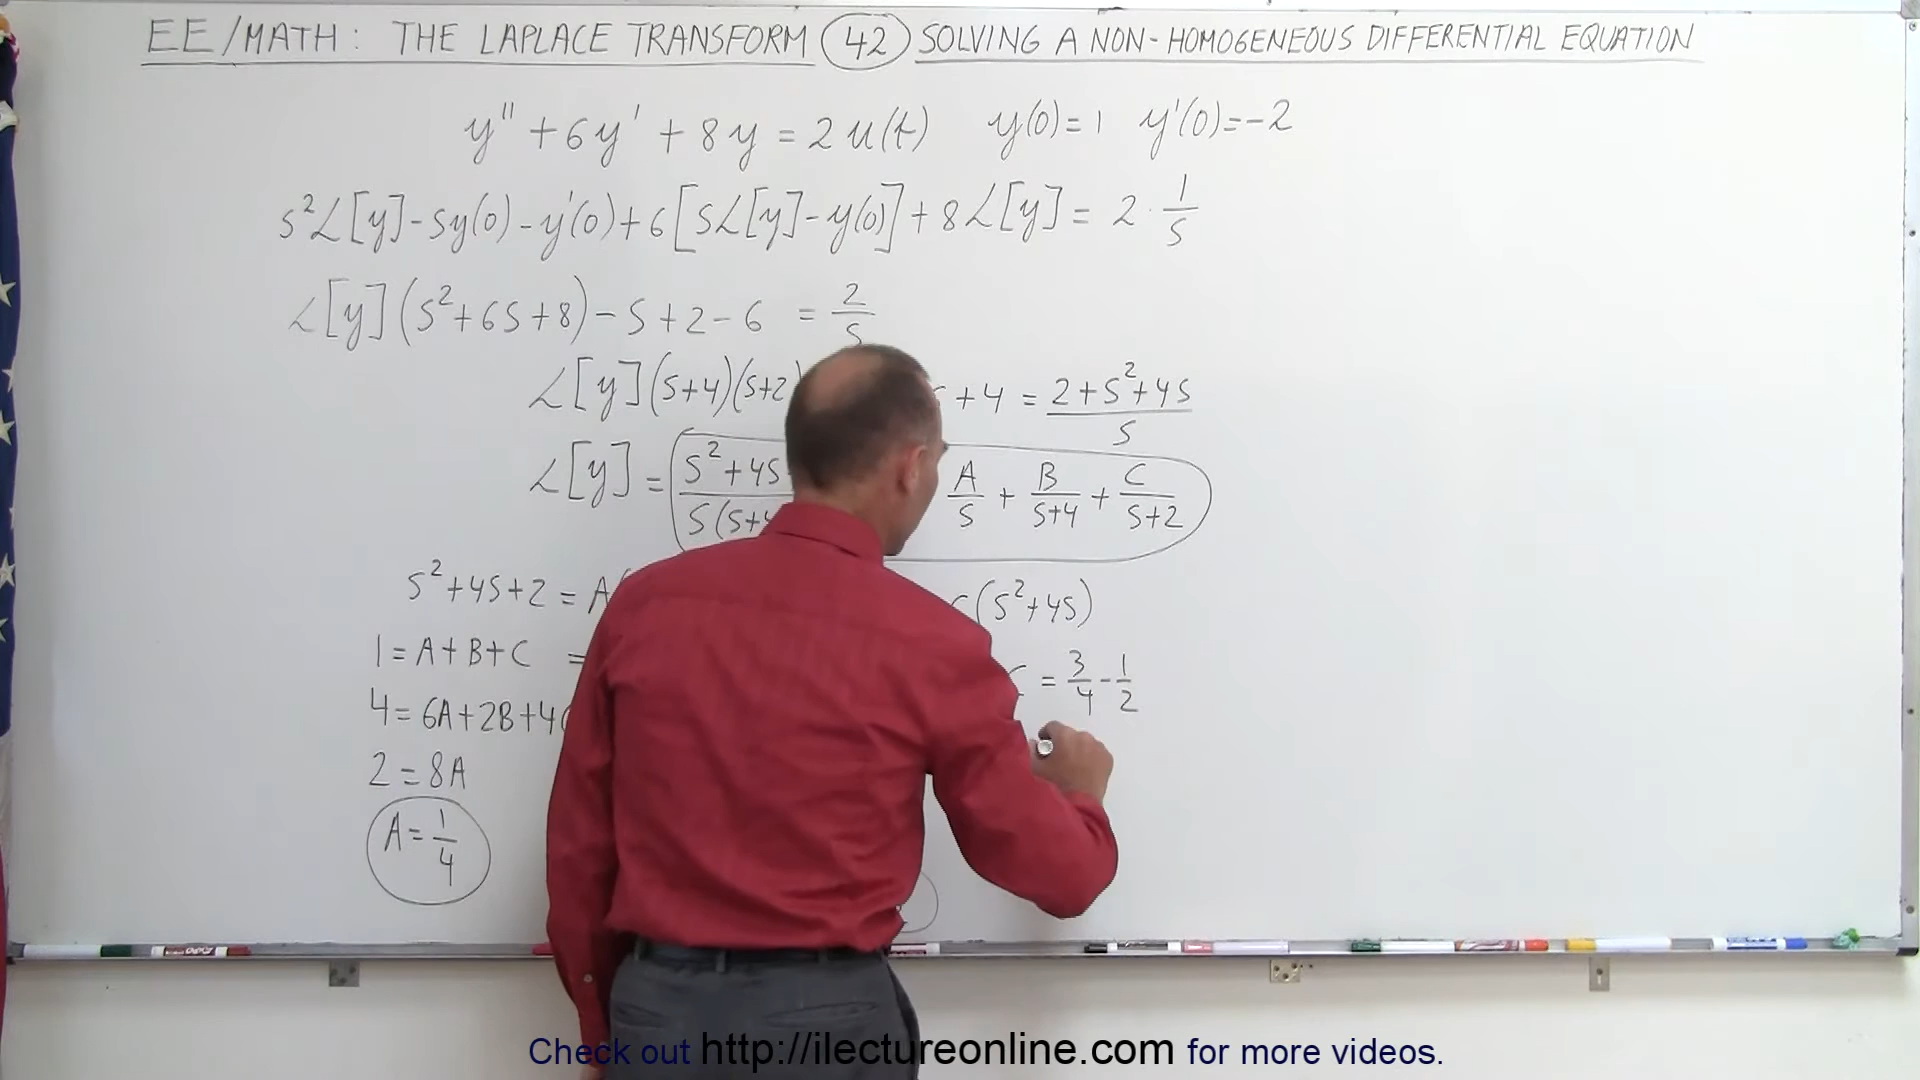 EE/MATH: THE LAPLACE TRANSFORM 42 SOLVING A NON-HOMOGENEOUS DIFFERENTIAL EQUATION
y'' + 6y' + 8y = 2u(t) y(0)=1 y'(0)=-2
s²ℒ[y]-sy(0)-y'(0)+6[sℒ[y]-y(0)]+8ℒ[y] = 2·1/s
ℒ[y](s²+6s+8)-s+2-6 = 2/s
ℒ[y](s+4)(s+2) +4 = (2+s²+4s)/s
ℒ[y] = s²+4s / s(s+4 A/s + B/(s+4) + C/(s+2)
s²+4s+2 = A( C(s²+4s)
1=A+B+C = C = 3/4 - 1/2
4=6A+2B+4C
2=8A
A=1/4
Check out http://ilectureonline.com for more videos.